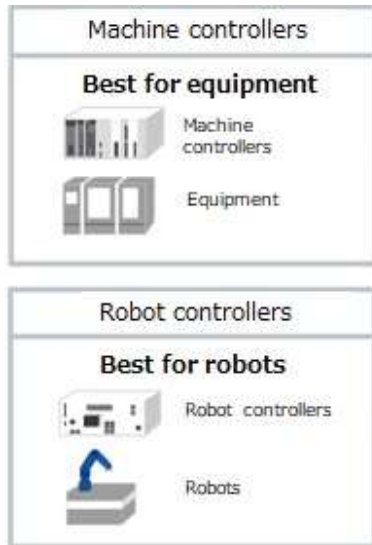 Machine controllers
Best for equipment
Machine
controllers
Equipment
Robot controllers
Best for robots
Robot controllers
Robots